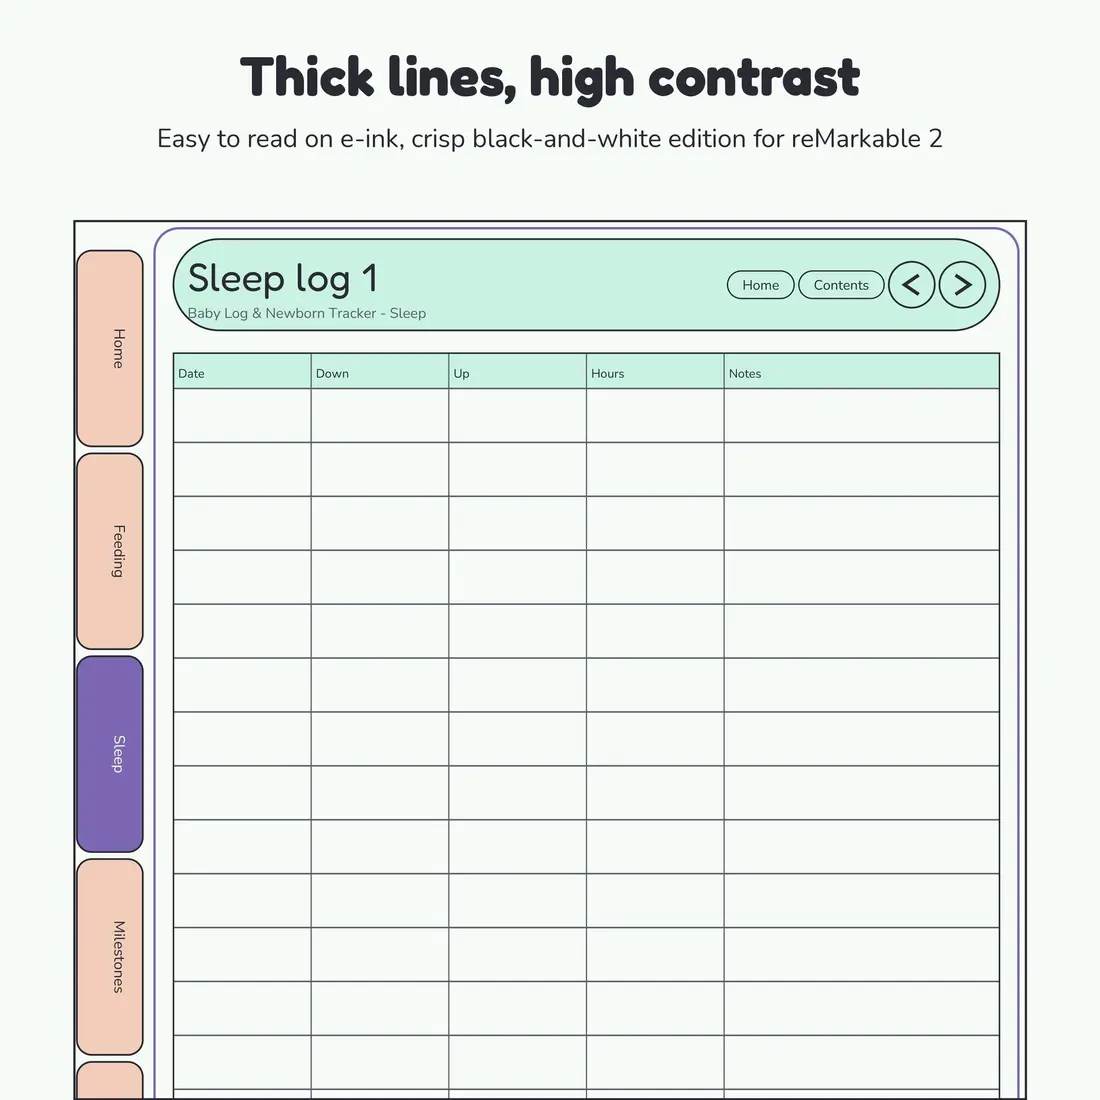 Thick lines, high contrast
Easy to read on e-ink, crisp black-and-white edition for reMarkable 2
Sleep log 1
Baby Log & Newborn Tracker - Sleep
Home
Contents
<
>
Home
Feeding
Sleep
Milestones
Date Down Up Hours Notes